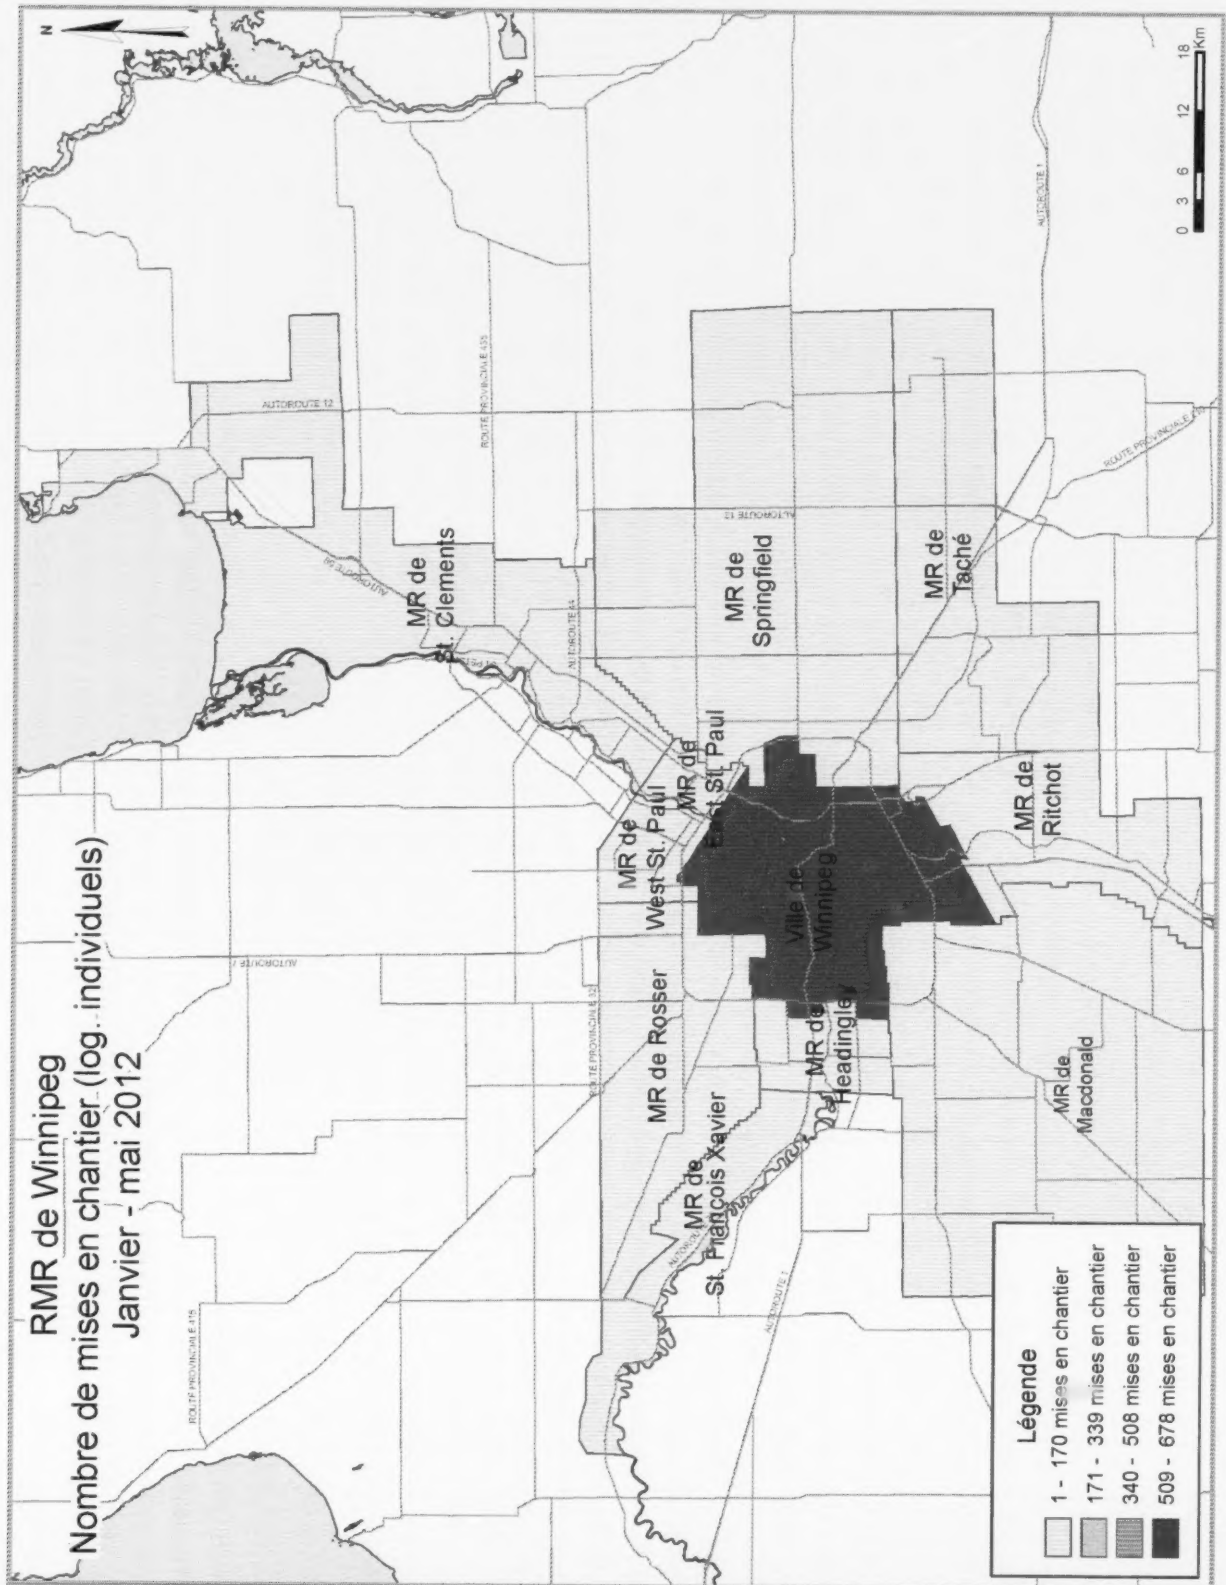 RMR de Winnipeg
Nombre de mises en chantier (log. individuels)
Janvier - mai 2012
N
ROUTE PROVINCIALE 435
AUTOROUTE 12
AUTOROUTE 1
MR de
St. Clements
AUTOROUTE 44
AUTOROUTE 12
MR de
Springfield
MR de
Taché
MR de
East St. Paul
MR de
West St. Paul
MR de
Ritchot
Ville de
Winnipeg
MR de Rosser
MR de
Headingley
MR de
St. François Xavier
MR de
Macdonald
AUTOROUTE 1
Légende
1 - 170 mises en chantier
171 - 339 mises en chantier
340 - 508 mises en chantier
509 - 678 mises en chantier
0 3 6 12 18
Km